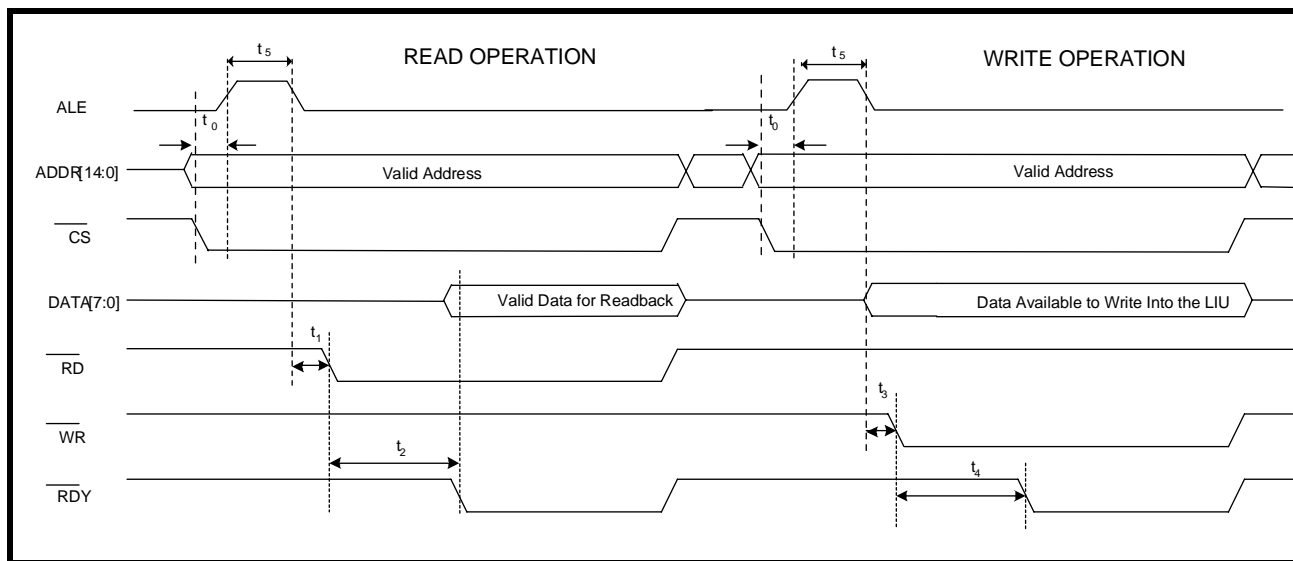 t5 READ OPERATION t5 WRITE OPERATION
ALE
t0 t0
ADDR[14:0] Valid Address Valid Address
CS
DATA[7:0] Valid Data for Readback Data Available to Write Into the LIU
t1
RD
t3
WR
t2 t4
RDY